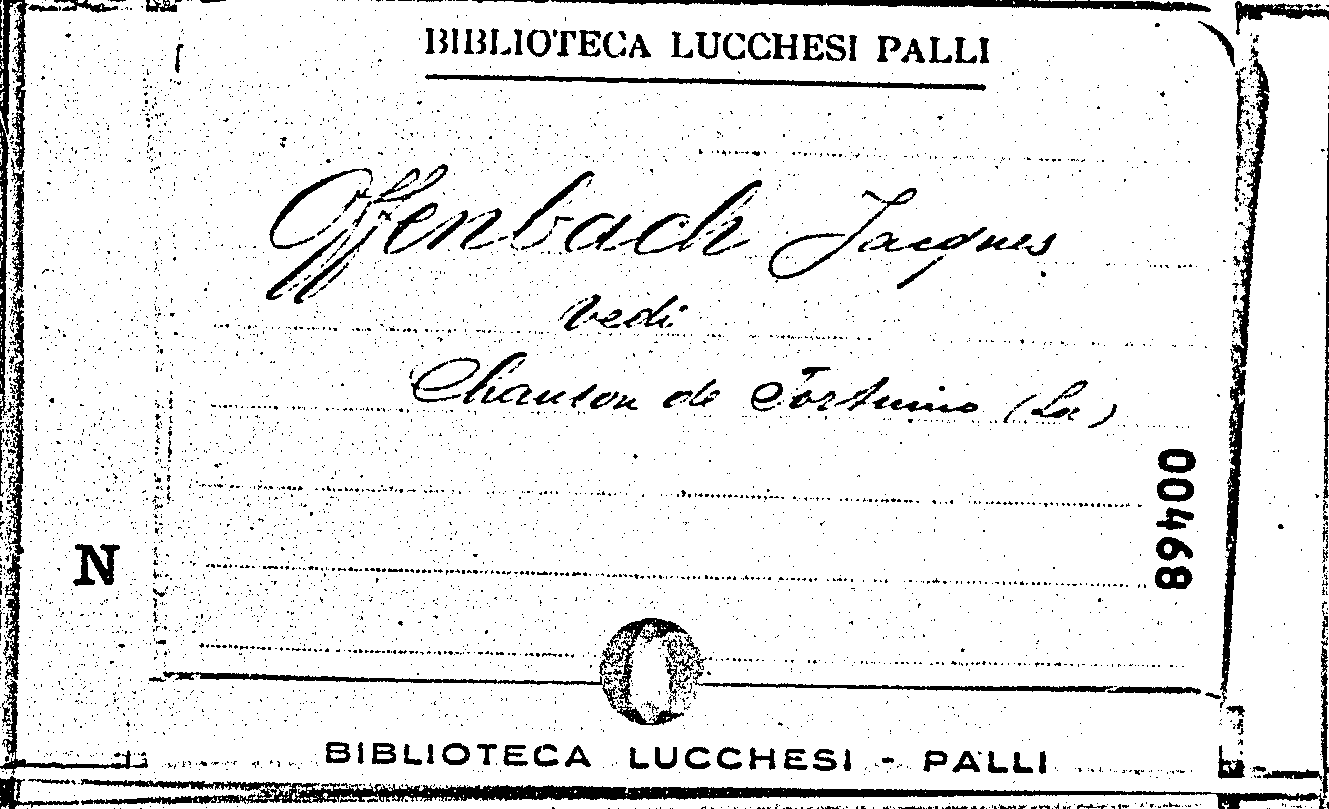 BIBLIOTECA LUCCHESI PALLI
Offenbach Jacques
vedi
Chanson de Fortunio (La)
00468
N
BIBLIOTECA LUCCHESI - PALLI